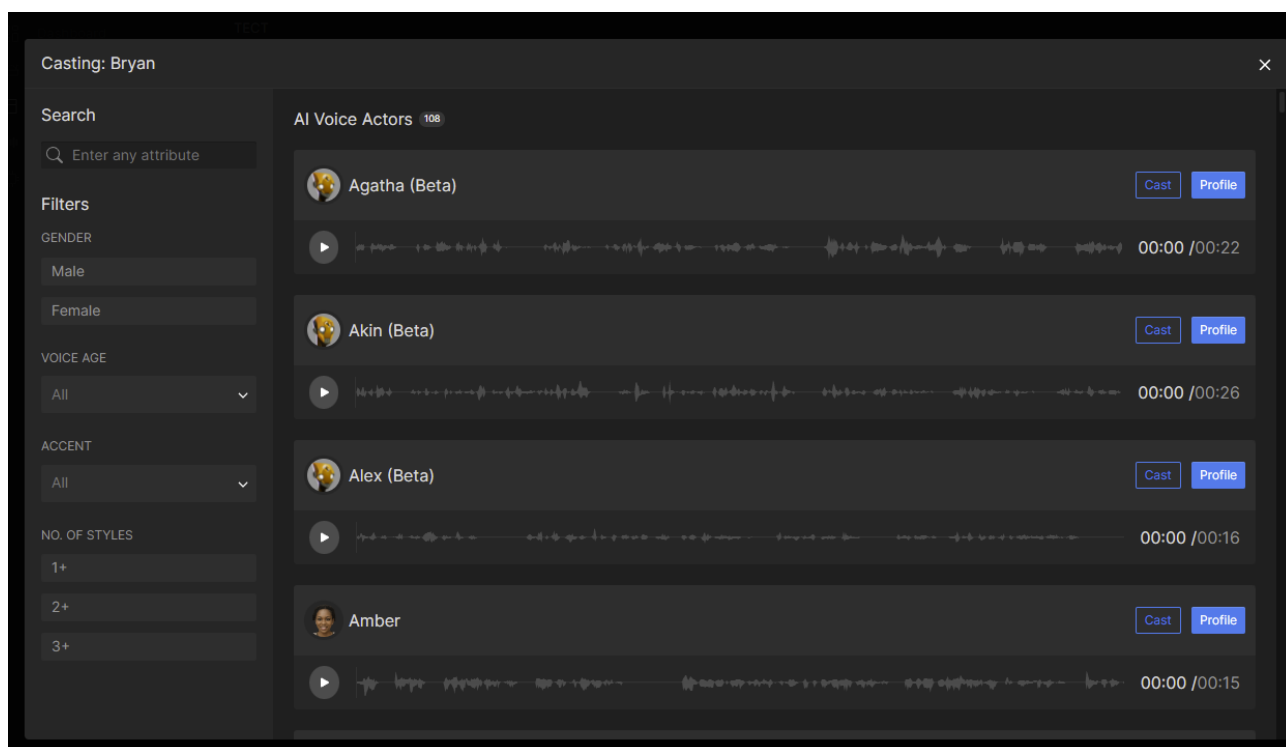 ТЕСТ
Casting: Bryan
Search
Enter any attribute
Filters
GENDER
Male
Female
VOICE AGE
All
ACCENT
All
NO. OF STYLES
1+
2+
3+
AI Voice Actors 108
Agatha (Beta)
Cast Profile
00:00 /00:22
Akin (Beta)
Cast Profile
00:00 /00:26
Alex (Beta)
Cast Profile
00:00 /00:16
Amber
Cast Profile
00:00 /00:15